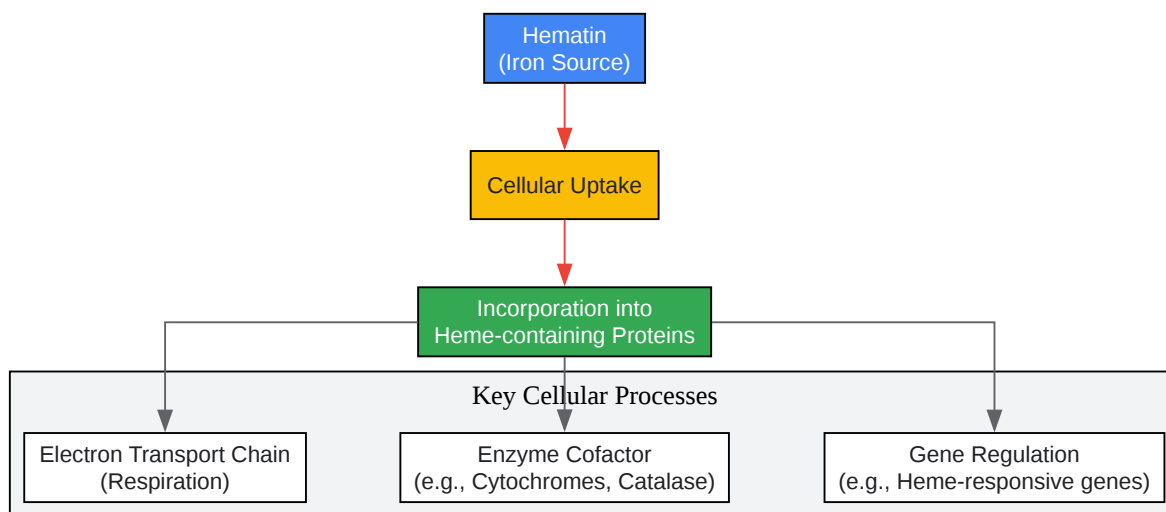 Hematin
(Iron Source)
Cellular Uptake
Incorporation into
Heme-containing Proteins
Key Cellular Processes
Electron Transport Chain
(Respiration)
Enzyme Cofactor
(e.g., Cytochromes, Catalase)
Gene Regulation
(e.g., Heme-responsive genes)